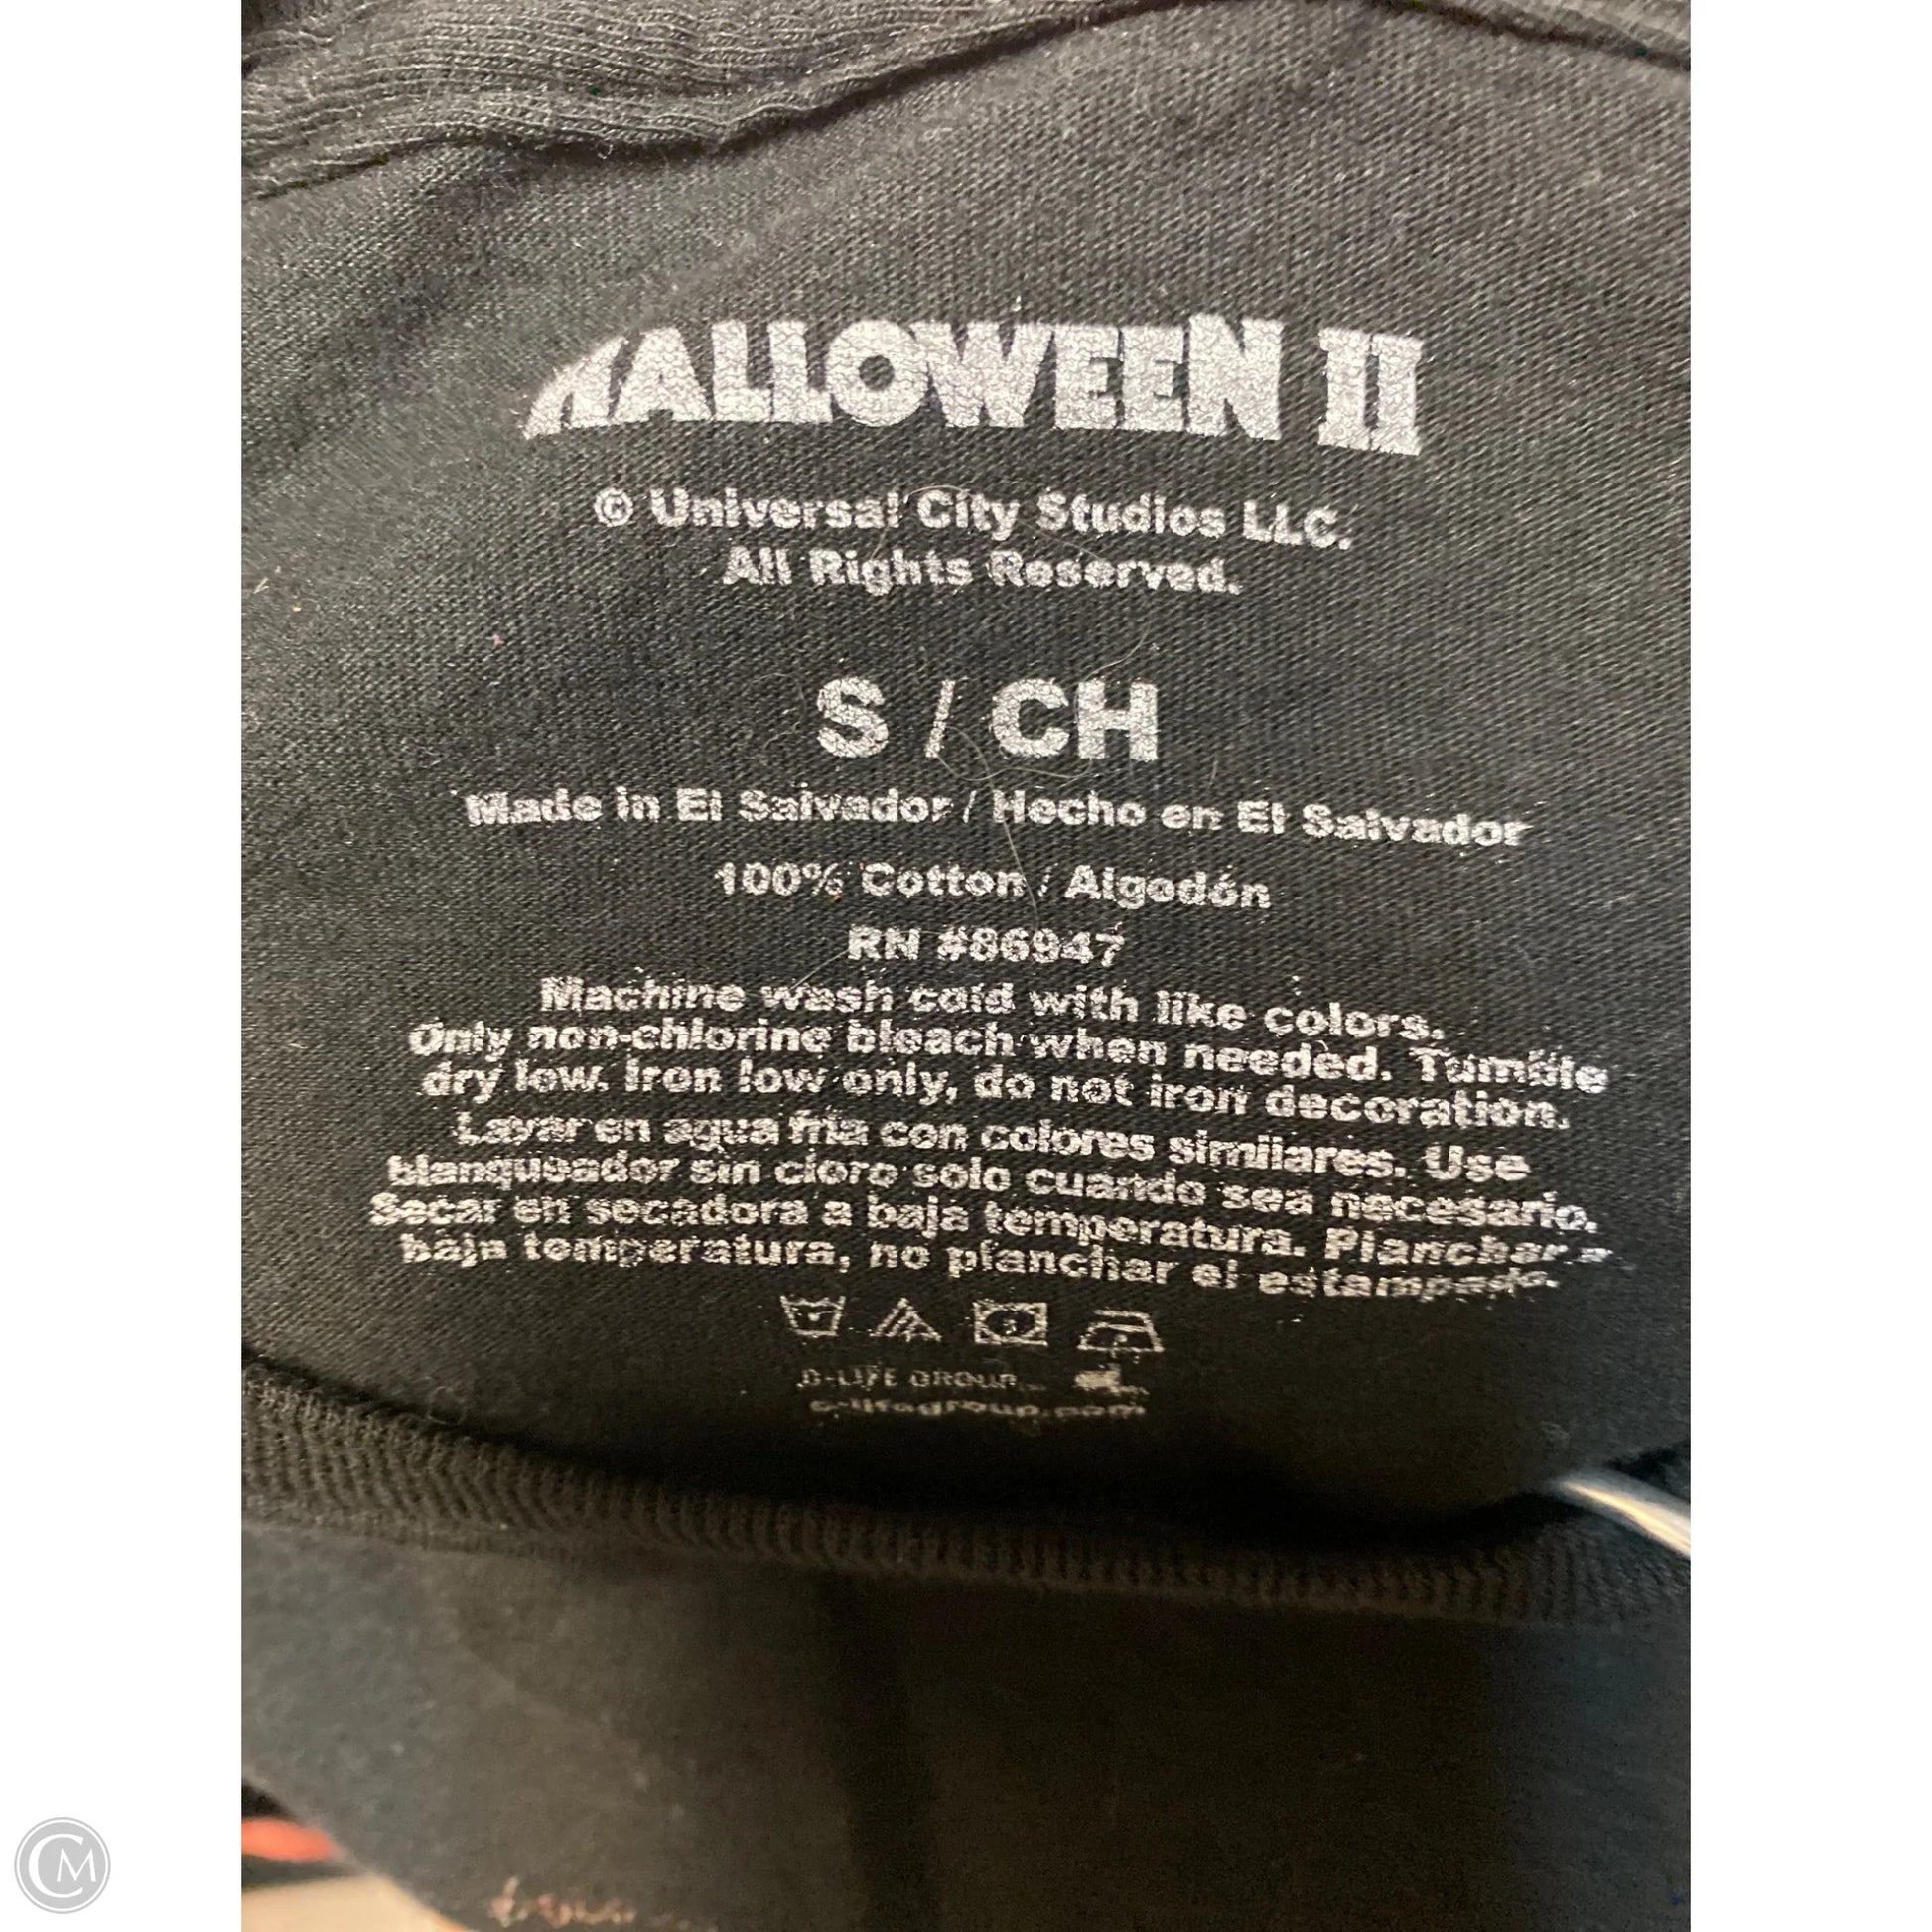 HALLOWEEN II
© Universal City Studios LLC.
All Rights Reserved.
S / CH
Made in El Salvador / Hecho en El Salvador
100% Cotton / Algodón
RN #86947
Machine wash cold with like colors.
Only non-chlorine bleach when needed. Tumble
dry low. Iron low only, do not iron decoration.
Lavar en agua fria con colores similares. Use
blanqueador sin cloro solo cuando sea necesario.
Secar en secadora a baja temperatura. Planchar a
baja temperatura, no planchar el estampado.
GROUP
CM